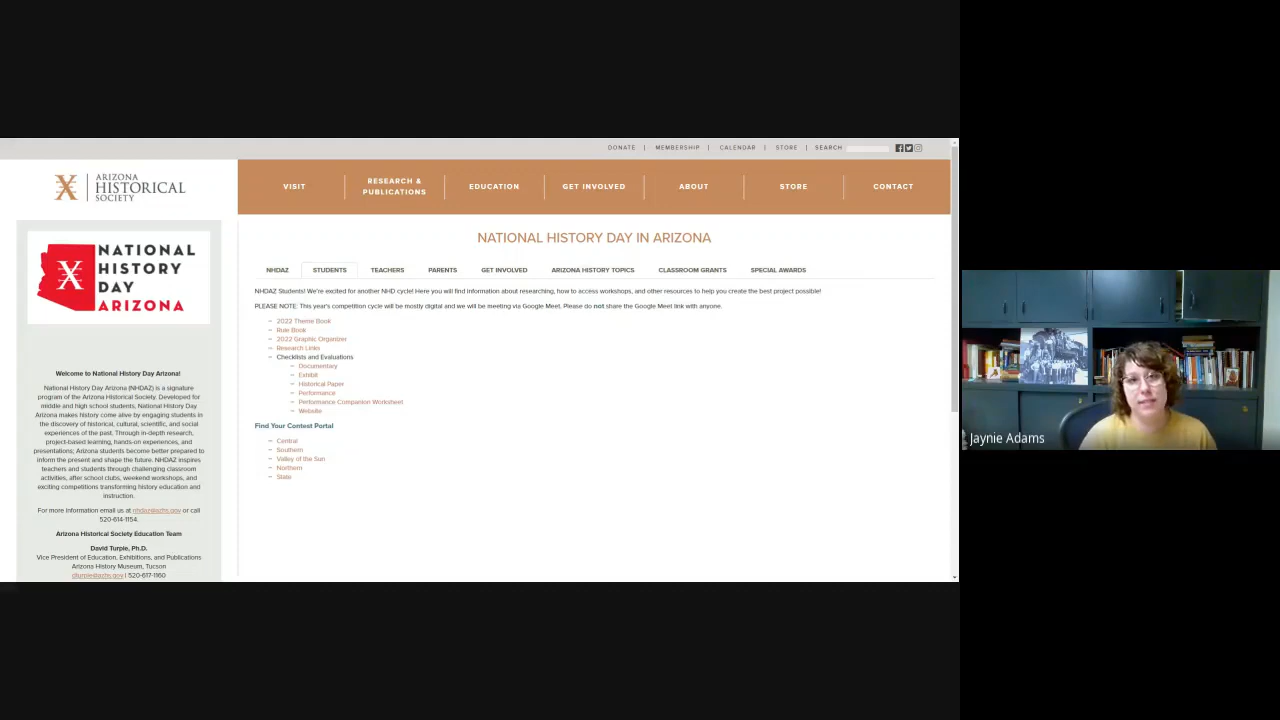 DONATE | MEMBERSHIP | CALENDAR | STORE | SEARCH
ARIZONA
HISTORICAL
SOCIETY
VISIT
RESEARCH &
PUBLICATIONS
EDUCATION
GET INVOLVED
ABOUT
STORE
CONTACT
NATIONAL
HISTORY
DAY
ARIZONA
Welcome to National History Day Arizona!
National History Day Arizona (NHDAZ) is a signature
program of the Arizona Historical Society. Developed for
middle and high school students, National History Day
Arizona makes history come alive by engaging students in
the discovery of historical, cultural, scientific, and social
experiences of the past. Through in-depth research,
project-based learning, hands-on experiences, and
presentations; Arizona students become better prepared to
inform the present and shape the future. NHDAZ inspires
teachers and students through challenging classroom
activities, after school clubs, weekend workshops, and
exciting competitions transforming history education and
instruction.
For more information email us at nhdaz@azhs.gov or call
520-614-1154.
Arizona Historical Society Education Team
David Turpie, Ph.D.
Vice President of Education, Exhibitions, and Publications
Arizona History Museum, Tucson
dturpie@azhs.gov | 520-617-1160
NATIONAL HISTORY DAY IN ARIZONA
NHDAZ STUDENTS TEACHERS PARENTS GET INVOLVED ARIZONA HISTORY TOPICS CLASSROOM GRANTS SPECIAL AWARDS
NHDAZ Students! We're excited for another NHD cycle! Here you will find information about researching, how to access workshops, and other resources to help you create the best project possible!
PLEASE NOTE: This year's competition cycle will be mostly digital and we will be meeting via Google Meet. Please do not share the Google Meet link with anyone.
– 2022 Theme Book
– Rule Book
– 2022 Graphic Organizer
– Research Links
– Checklists and Evaluations
– Documentary
– Exhibit
– Historical Paper
– Performance
– Performance Companion Worksheet
– Website
Find Your Contest Portal
– Central
– Southern
– Valley of the Sun
– Northern
– State
Jaynie Adams